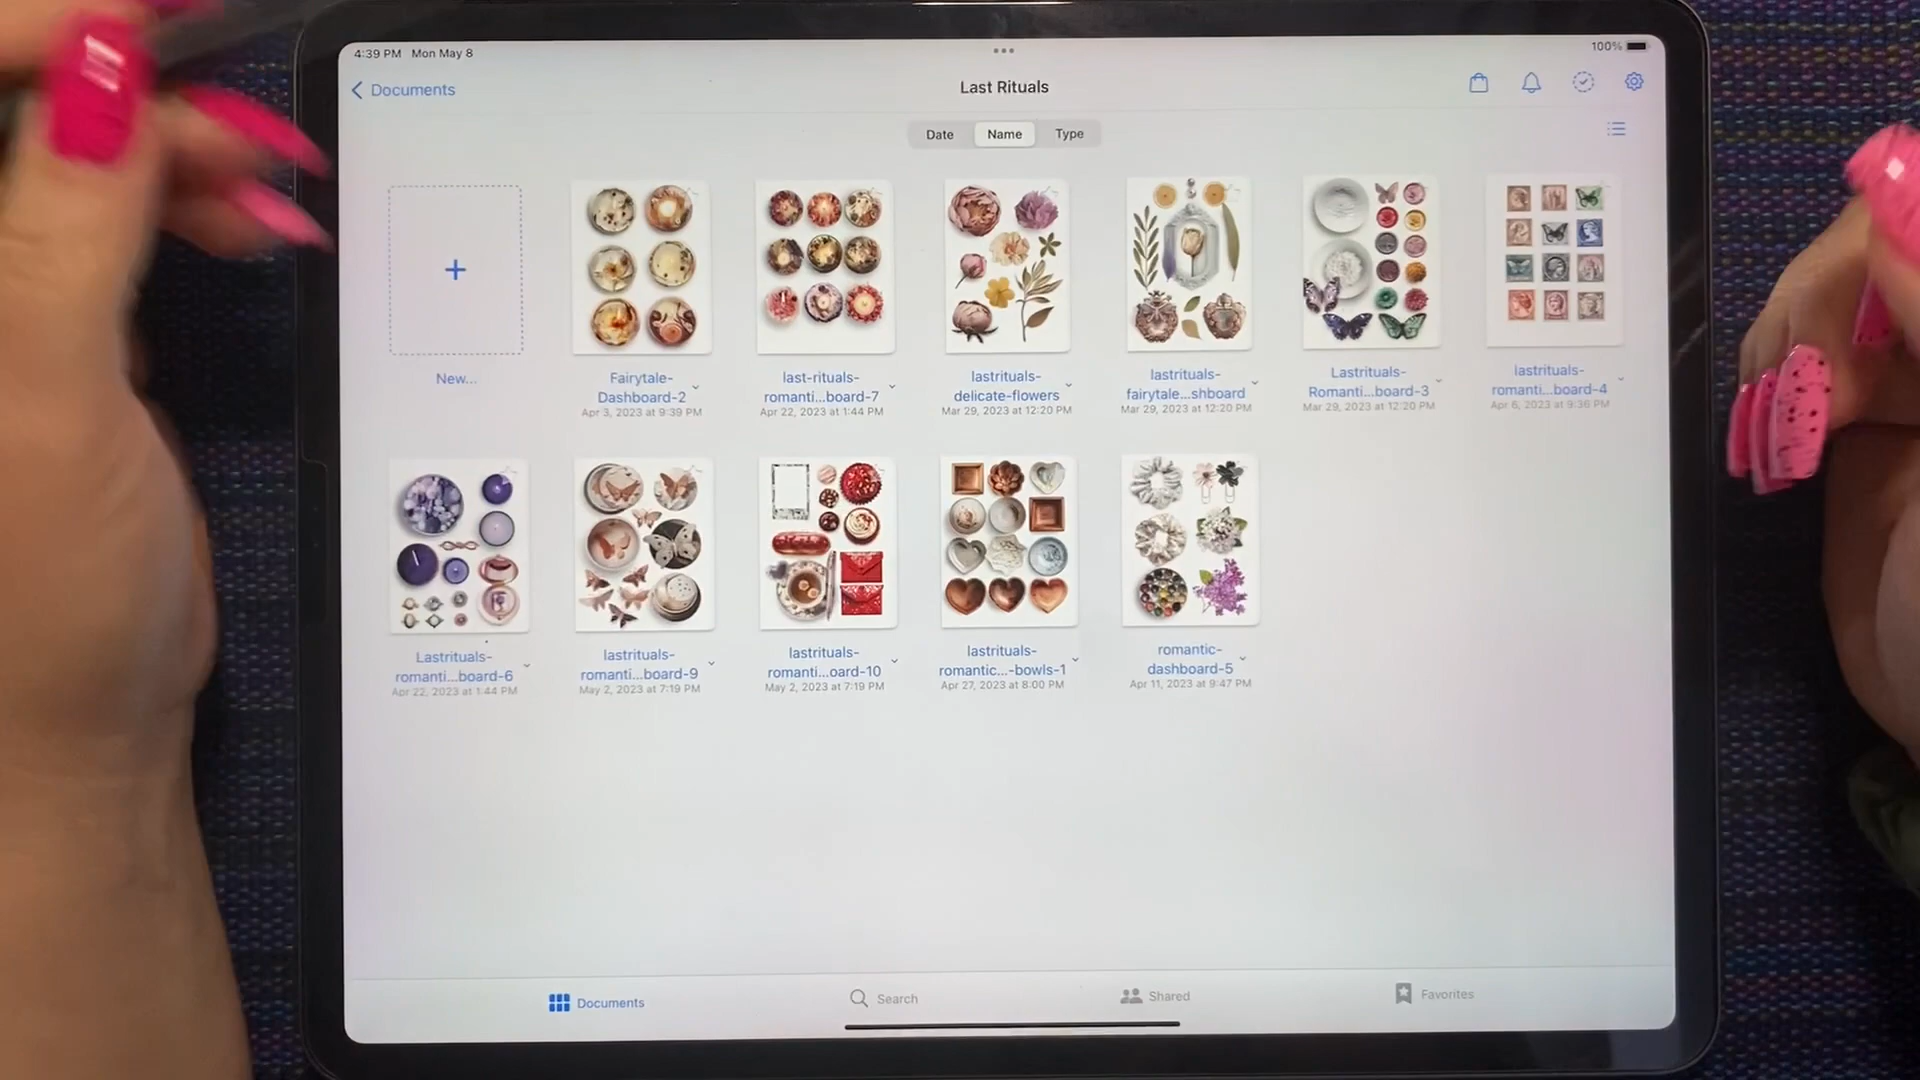 4:39 PM Mon May 8
100%
Documents
Last Rituals
Date Name Type
New...
Fairytale-
Dashboard-2
Apr 3, 2023 at 9:39 PM
last-rituals-
romanti...board-7
Apr 22, 2023 at 1:44 PM
lastrituals-
delicate-flowers
Mar 29, 2023 at 12:20 PM
lastrituals-
fairytale...shboard
Mar 29, 2023 at 12:20 PM
Lastrituals-
Romanti...board-3
Mar 29, 2023 at 12:20 PM
lastrituals-
romanti...board-4
Apr 6, 2023 at 9:36 PM
Lastrituals-
romanti...board-6
Apr 22, 2023 at 1:44 PM
lastrituals-
romanti...board-9
May 2, 2023 at 7:19 PM
lastrituals-
romanti...oard-10
May 2, 2023 at 7:19 PM
lastrituals-
romantic...-bowls-1
Apr 27, 2023 at 8:00 PM
romantic-
dashboard-5
Apr 11, 2023 at 9:47 PM
Documents
Search
Shared
Favorites